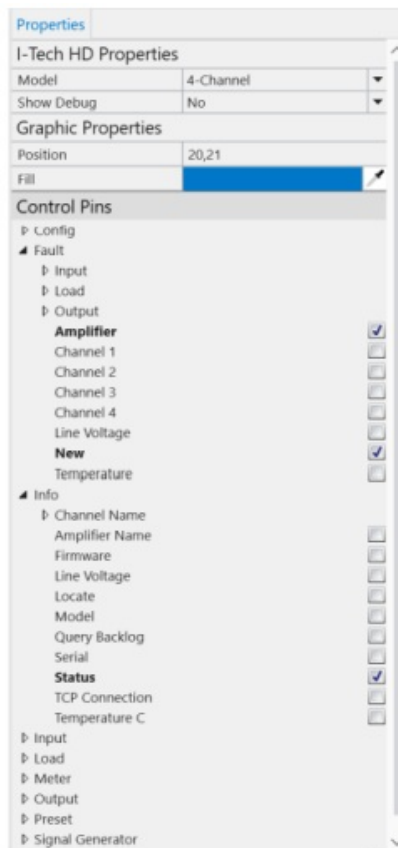 Properties
I-Tech HD Properties
Model 4-Channel
Show Debug No
Graphic Properties
Position 20,21
Fill
Control Pins
Config
Fault
Input
Load
Output
Amplifier
Channel 1
Channel 2
Channel 3
Channel 4
Line Voltage
New
Temperature
Info
Channel Name
Amplifier Name
Firmware
Line Voltage
Locate
Model
Query Backlog
Serial
Status
TCP Connection
Temperature C
Input
Load
Meter
Output
Preset
Signal Generator